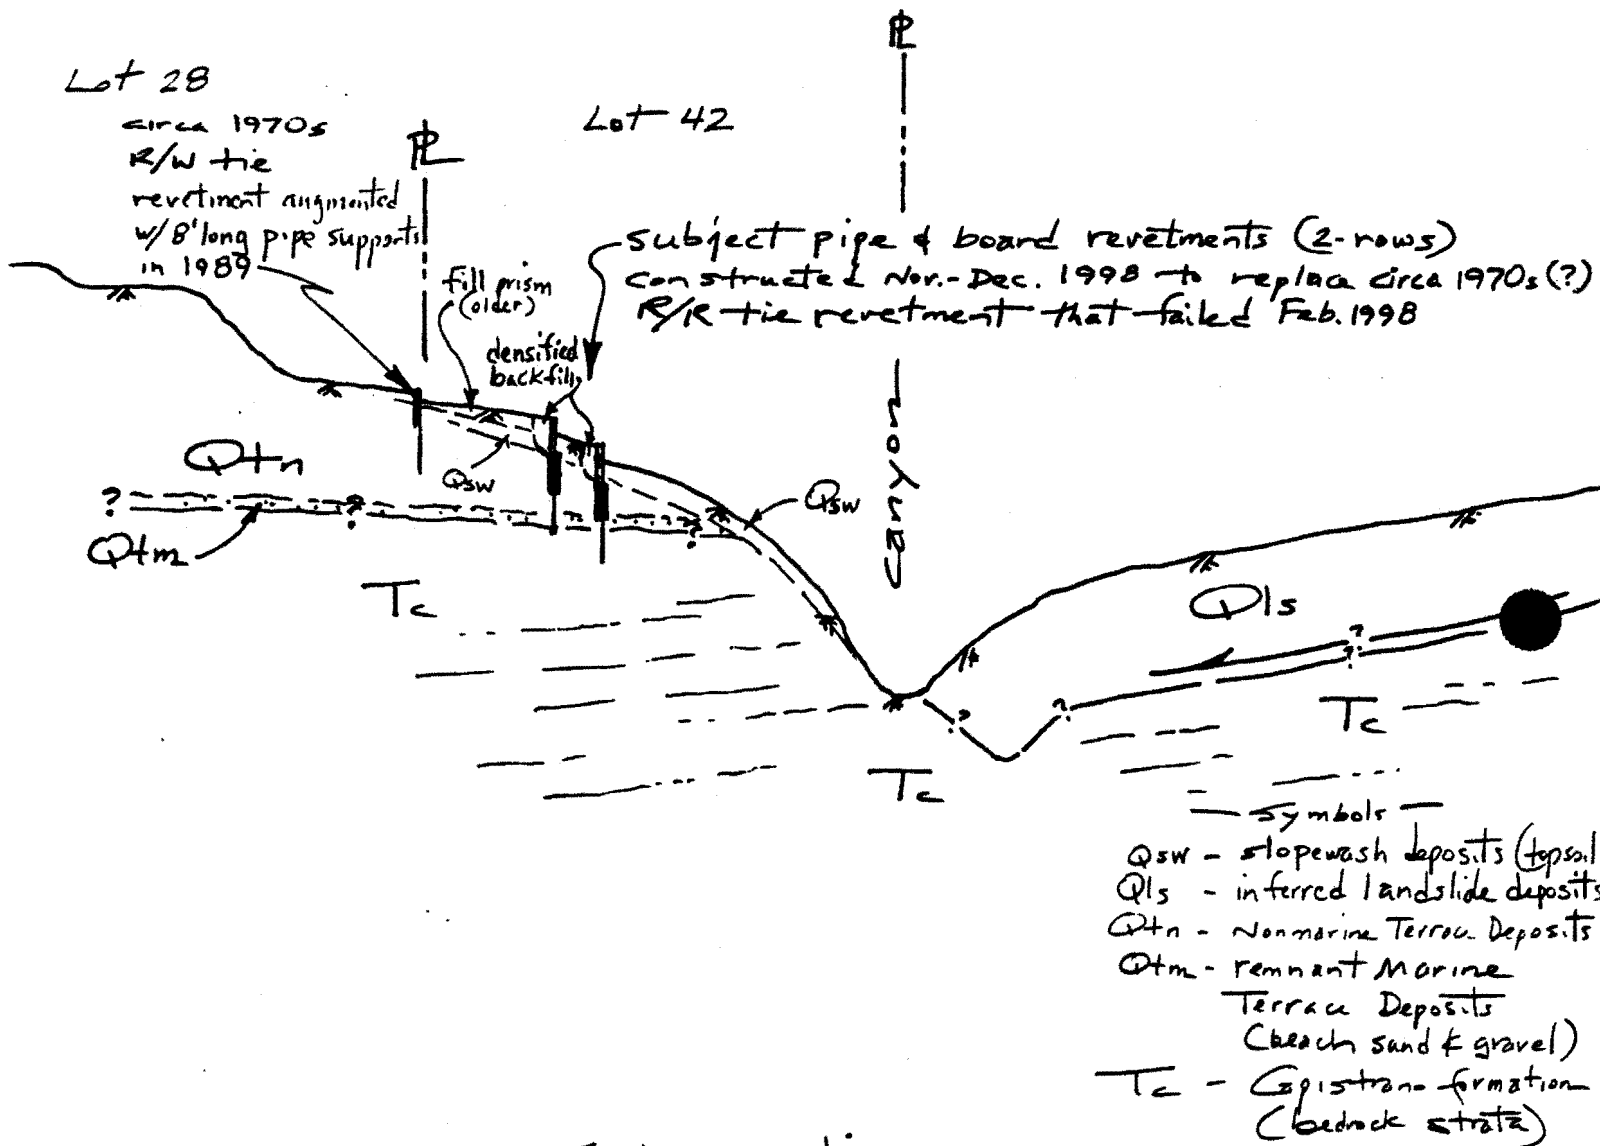 Lot 28
circa 1970s
R/W tie
revetment augmented
w/8' long pipe supports
in 1989
PL
Lot 42
PL
subject pipe & board revetments (2-rows)
constructed Nov.-Dec. 1998 to replace circa 1970s (?)
R/R tie revetment that failed Feb. 1998
fill prism
(older)
densified
backfill
Canyon
Qtn
Qsw
Qsw
?
?
?
Qtm
Tc
Qls
?
?
?
?
Tc
Tc
— Symbols —
Qsw - slopewash deposits (topsoil
Qls - inferred landslide deposits
Qtn - Nonmarine Terrace Deposits
Qtm - remnant Marine
Terrace Deposits
(beach sand & gravel)
Tc - Capistrano formation
(bedrock strata)